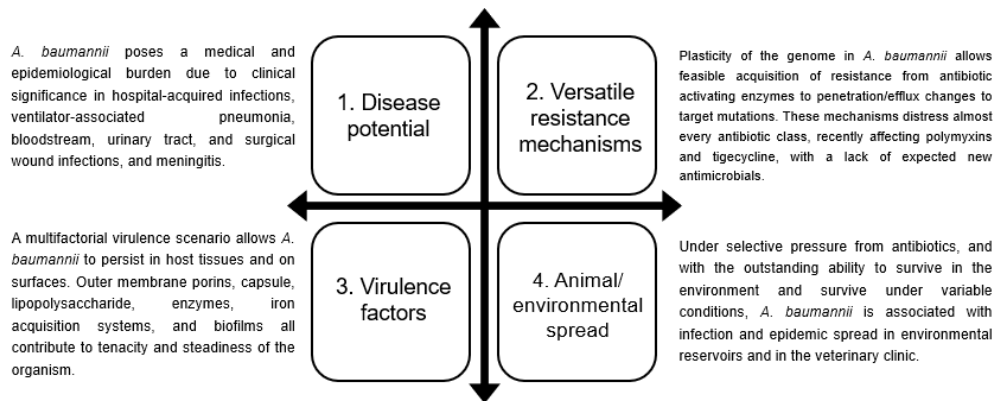 A. baumannii poses a medical and
epidemiological burden due to clinical
significance in hospital-acquired infections,
ventilator-associated pneumonia,
bloodstream, urinary tract, and surgical
wound infections, and meningitis.
1. Disease
potential
2. Versatile
resistance
mechanisms
Plasticity of the genome in A. baumannii allows
feasible acquisition of resistance from antibiotic
activating enzymes to penetration/efflux changes to
target mutations. These mechanisms distress almost
every antibiotic class, recently affecting polymyxins
and tigecycline, with a lack of expected new
antimicrobials.
A multifactorial virulence scenario allows A.
baumannii to persist in host tissues and on
surfaces. Outer membrane porins, capsule,
lipopolysaccharide, enzymes, iron
acquisition systems, and biofilms all
contribute to tenacity and steadiness of the
organism.
3. Virulence
factors
4. Animal/
environmental
spread
Under selective pressure from antibiotics, and
with the outstanding ability to survive in the
environment and survive under variable
conditions, A. baumannii is associated with
infection and epidemic spread in environmental
reservoirs and in the veterinary clinic.